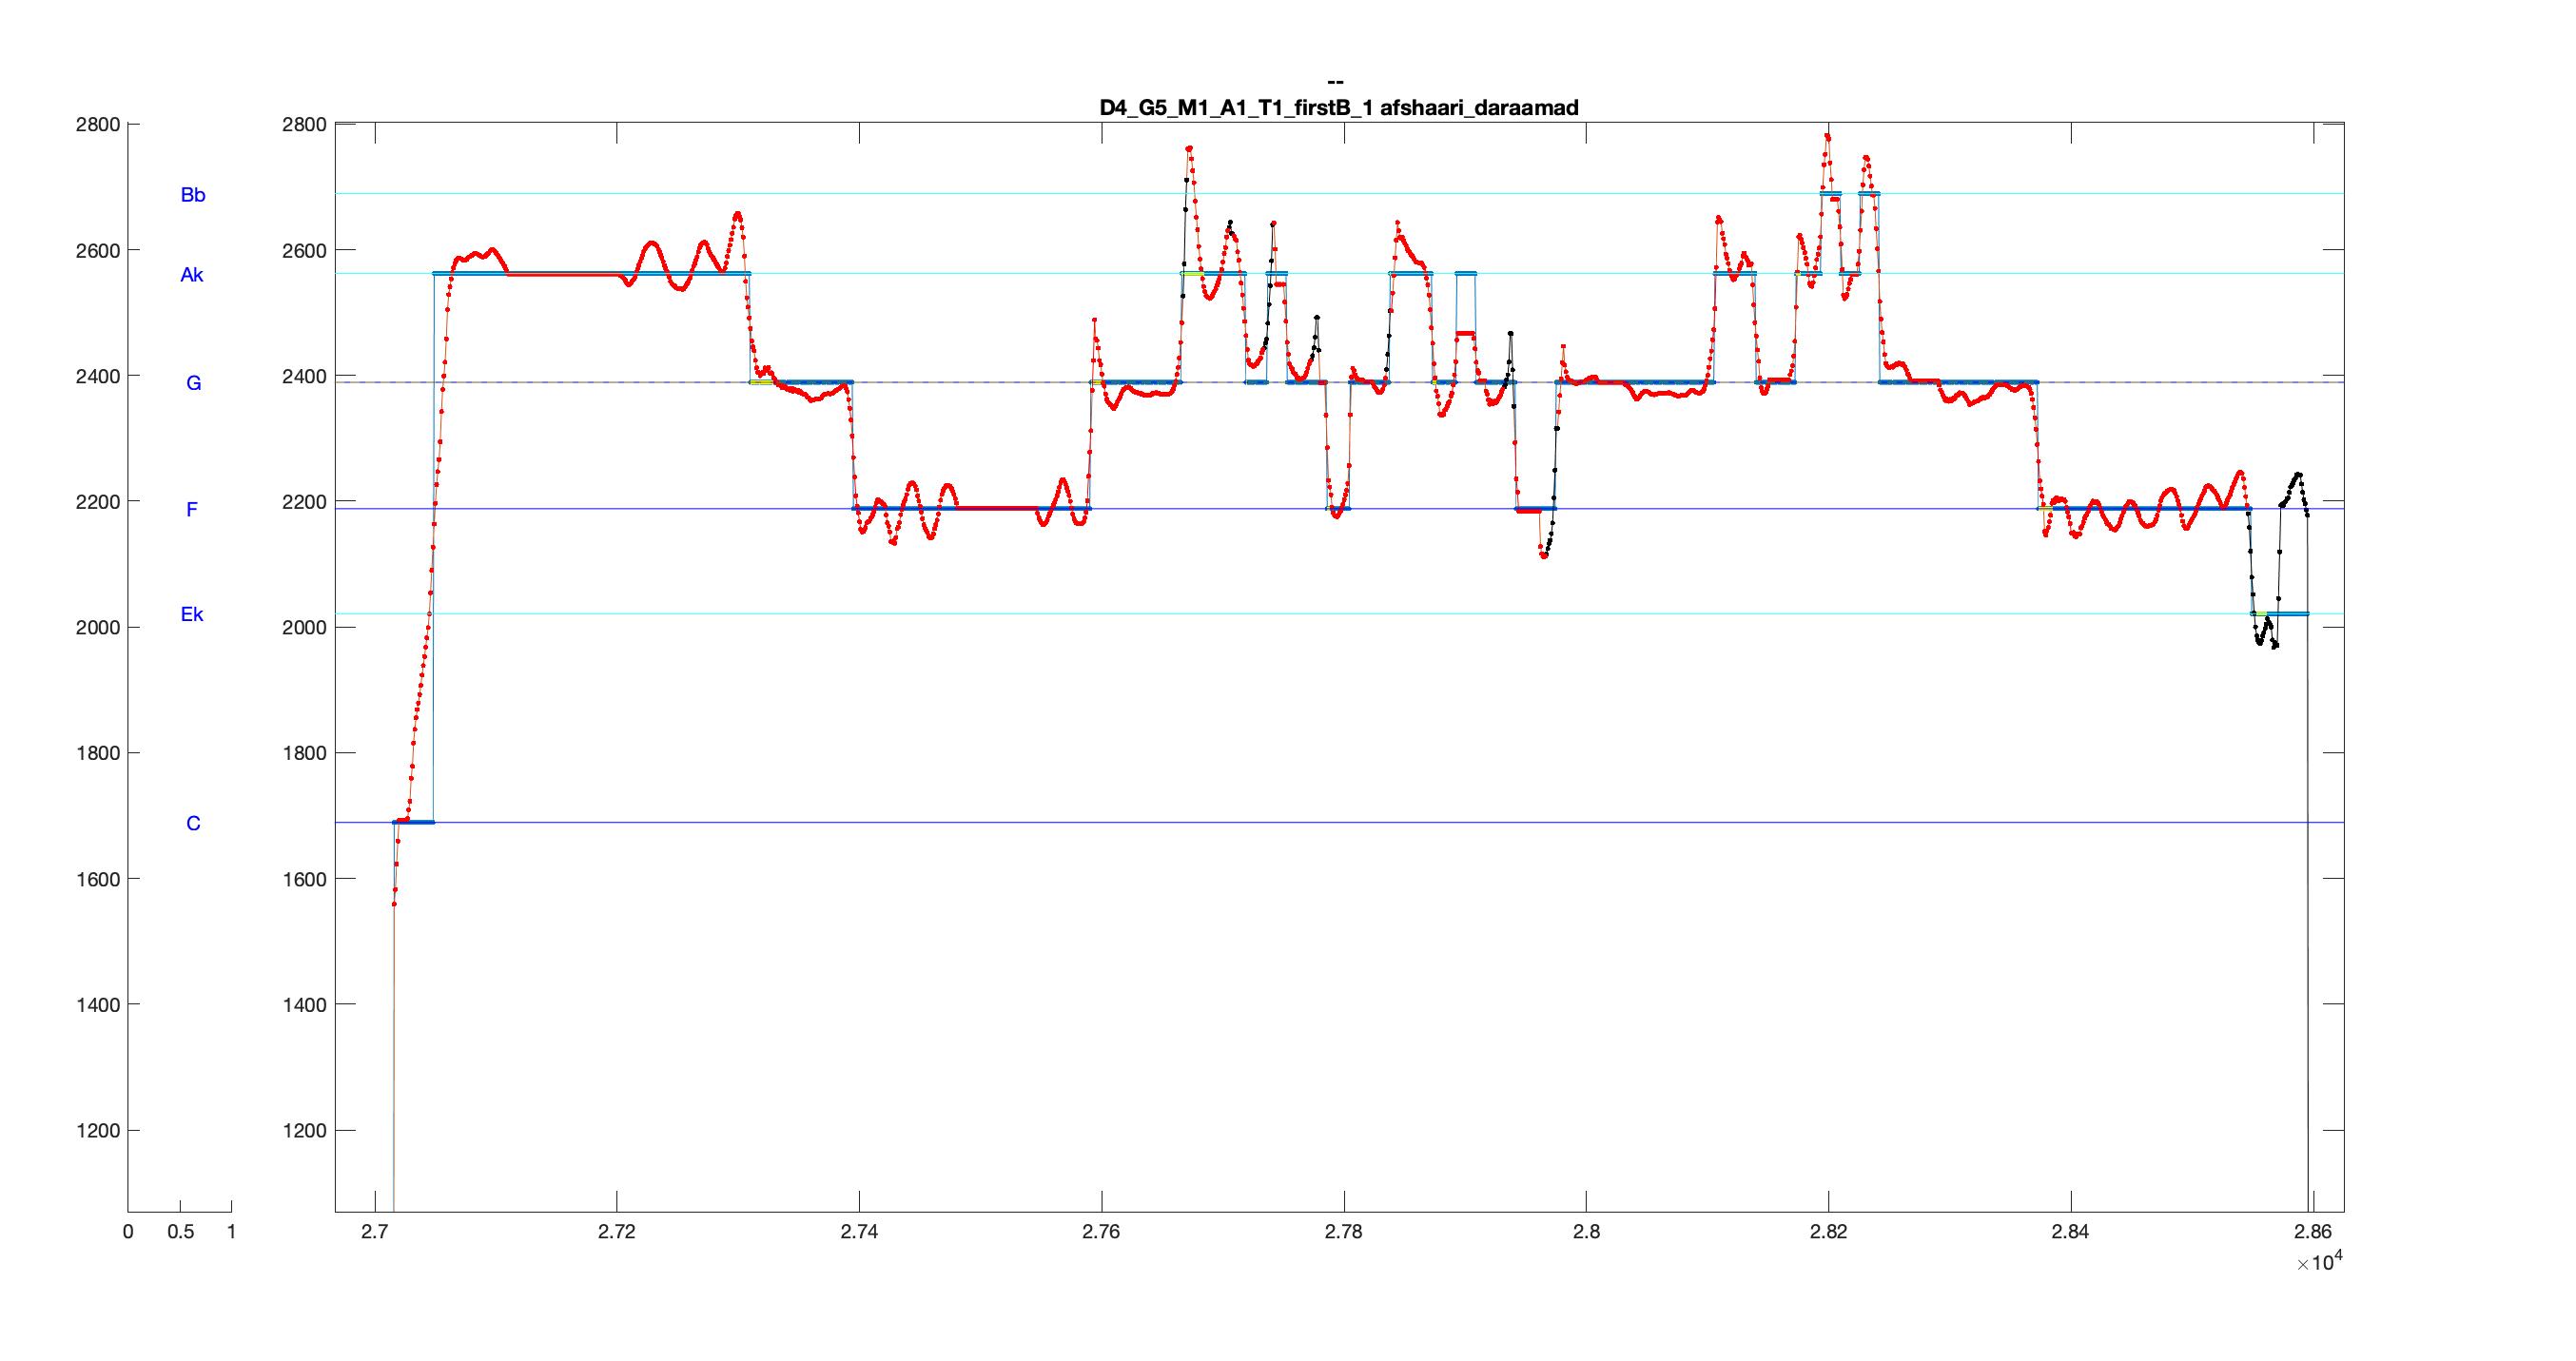 --
D4_G5_M1_A1_T1_firstB_1 afshaari_daraamad
2800 2800
Bb
2600 2600
Ak
2400 2400
G
2200 2200
F
2000 2000
Ek
1800 1800
C
1600 1600
1400 1400
1200 1200
0 0.5 1 2.7 2.72 2.74 2.76 2.78 2.8 2.82 2.84 2.86
×10⁴